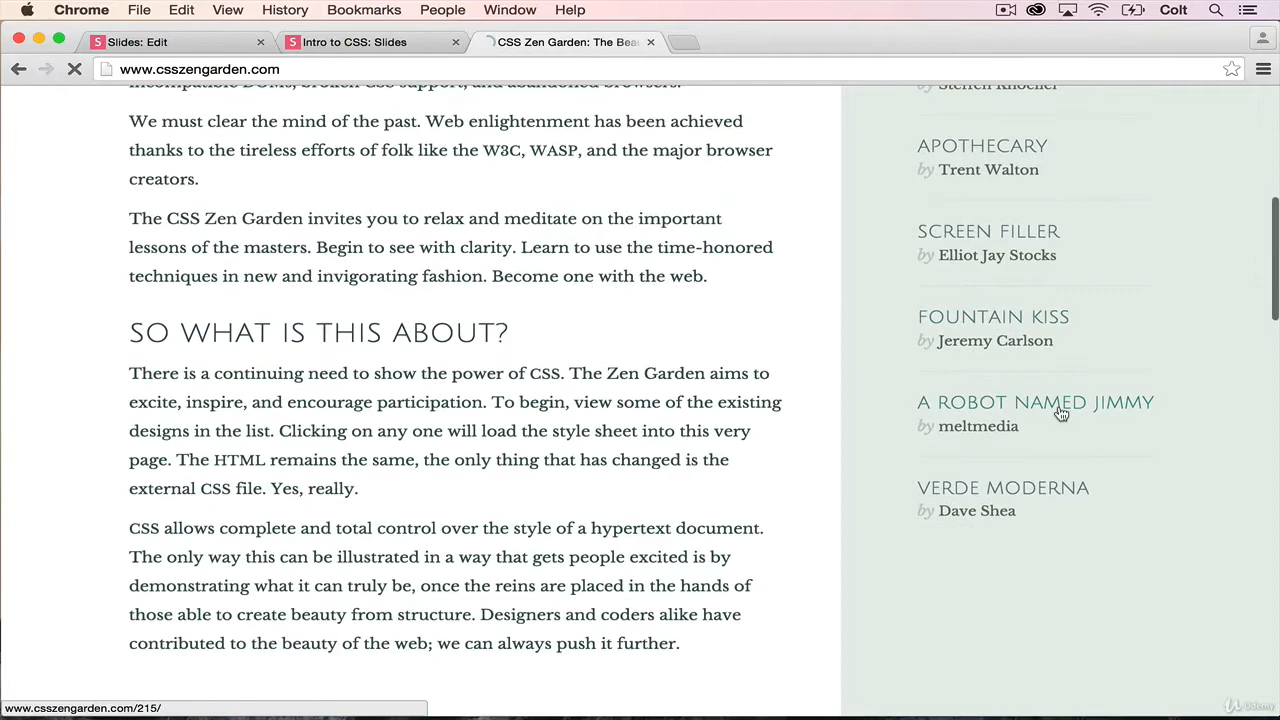 Chrome File Edit View History Bookmarks People Window Help Colt
Slides: Edit Intro to CSS: Slides CSS Zen Garden: The Bea
www.csszengarden.com
incompatible DOMs, broken CSS support, and abandoned browsers.
We must clear the mind of the past. Web enlightenment has been achieved
thanks to the tireless efforts of folk like the W3C, WASP, and the major browser
creators.
The CSS Zen Garden invites you to relax and meditate on the important
lessons of the masters. Begin to see with clarity. Learn to use the time-honored
techniques in new and invigorating fashion. Become one with the web.
SO WHAT IS THIS ABOUT?
There is a continuing need to show the power of CSS. The Zen Garden aims to
excite, inspire, and encourage participation. To begin, view some of the existing
designs in the list. Clicking on any one will load the style sheet into this very
page. The HTML remains the same, the only thing that has changed is the
external CSS file. Yes, really.
CSS allows complete and total control over the style of a hypertext document.
The only way this can be illustrated in a way that gets people excited is by
demonstrating what it can truly be, once the reins are placed in the hands of
those able to create beauty from structure. Designers and coders alike have
contributed to the beauty of the web; we can always push it further.
by Steffen Knoeller
APOTHECARY
by Trent Walton
SCREEN FILLER
by Elliot Jay Stocks
FOUNTAIN KISS
by Jeremy Carlson
A ROBOT NAMED JIMMY
by meltmedia
VERDE MODERNA
by Dave Shea
www.csszengarden.com/215/
Udemy